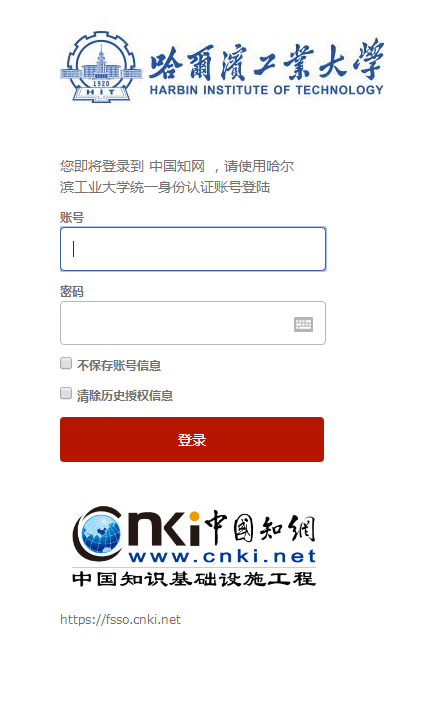 哈爾濱工業大學
1920
HIT
HARBIN INSTITUTE OF TECHNOLOGY
您即将登录到 中国知网 ，请使用哈尔
滨工业大学统一身份认证账号登陆
账号
密码
不保存账号信息
清除历史授权信息
登录
Cnki中國知網
www.cnki.net
中国知识基础设施工程
https://fsso.cnki.net